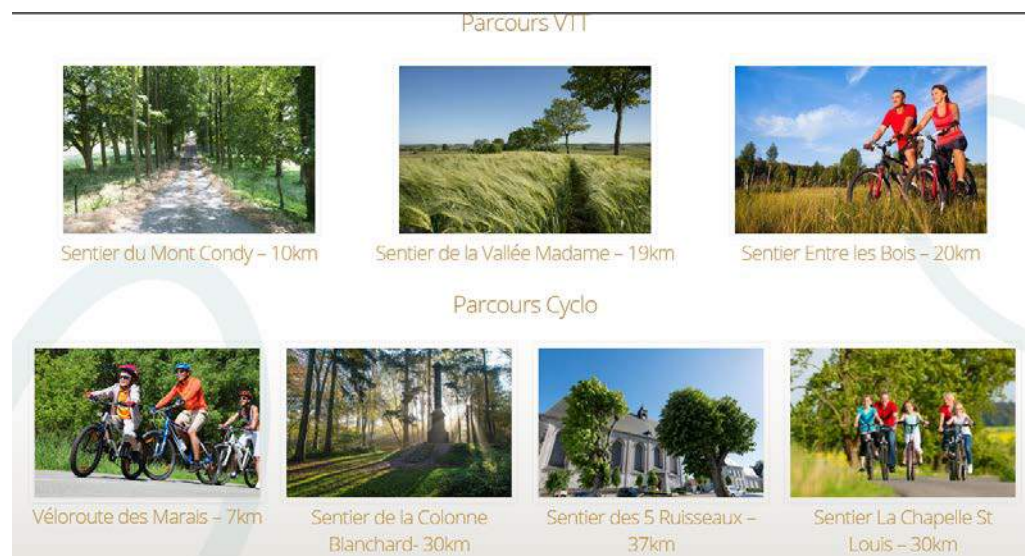 Parcours VTT
Sentier du Mont Condy – 10km
Sentier de la Vallée Madame – 19km
Sentier Entre les Bois – 20km
Parcours Cyclo
Véloroute des Marais – 7km
Sentier de la Colonne
Blanchard- 30km
Sentier des 5 Ruisseaux –
37km
Sentier La Chapelle St
Louis – 30km